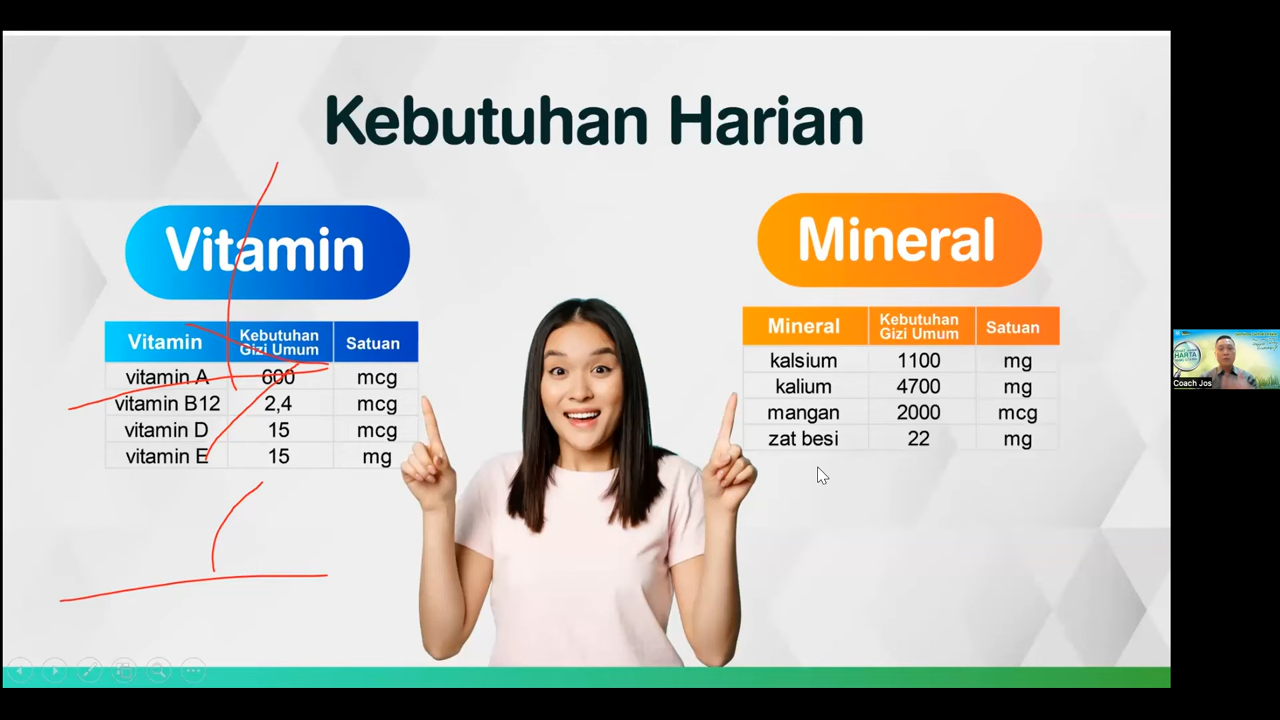 Kebutuhan Harian
Vitamin
Vitamin Kebutuhan Gizi Umum Satuan
vitamin A 600 mcg
vitamin B12 2,4 mcg
vitamin D 15 mcg
vitamin E 15 mg
Mineral
Mineral Kebutuhan Gizi Umum Satuan
kalsium 1100 mg
kalium 4700 mg
mangan 2000 mcg
zat besi 22 mg
HARTA
Coach Jos